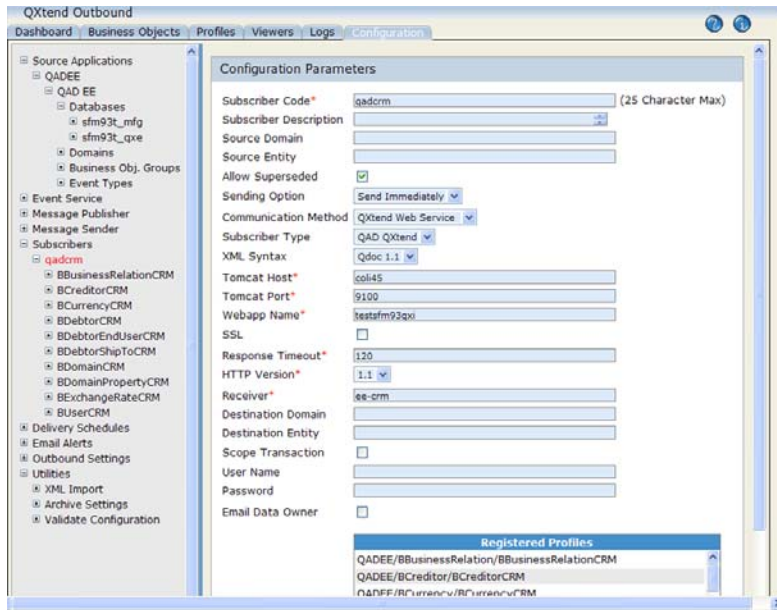 QXtend Outbound
Dashboard Business Objects Profiles Viewers Logs Configuration
Source Applications
QADEE
QAD EE
Databases
sfm93t_mfg
sfm93t_qxe
Domains
Business Obj. Groups
Event Types
Event Service
Message Publisher
Message Sender
Subscribers
qadcrm
BBusinessRelationCRM
BCreditorCRM
BCurrencyCRM
BDebtorCRM
BDebtorEndUserCRM
BDebtorShipToCRM
BDomainCRM
BDomainPropertyCRM
BExchangeRateCRM
BUserCRM
Delivery Schedules
Email Alerts
Outbound Settings
Utilities
XML Import
Archive Settings
Validate Configuration
Configuration Parameters
Subscriber Code* qadcrm (25 Character Max)
Subscriber Description
Source Domain
Source Entity
Allow Superseded
Sending Option Send Immediately
Communication Method QXtend Web Service
Subscriber Type QAD QXtend
XML Syntax Qdoc 1.1
Tomcat Host* coli45
Tomcat Port* 9100
Webapp Name* testsfm93qxi
SSL
Response Timeout* 120
HTTP Version* 1.1
Receiver* ee-crm
Destination Domain
Destination Entity
Scope Transaction
User Name
Password
Email Data Owner
Registered Profiles
QADEE/BBusinessRelation/BBusinessRelationCRM
QADEE/BCreditor/BCreditorCRM
QADEE/BCurrency/BCurrencyCRM